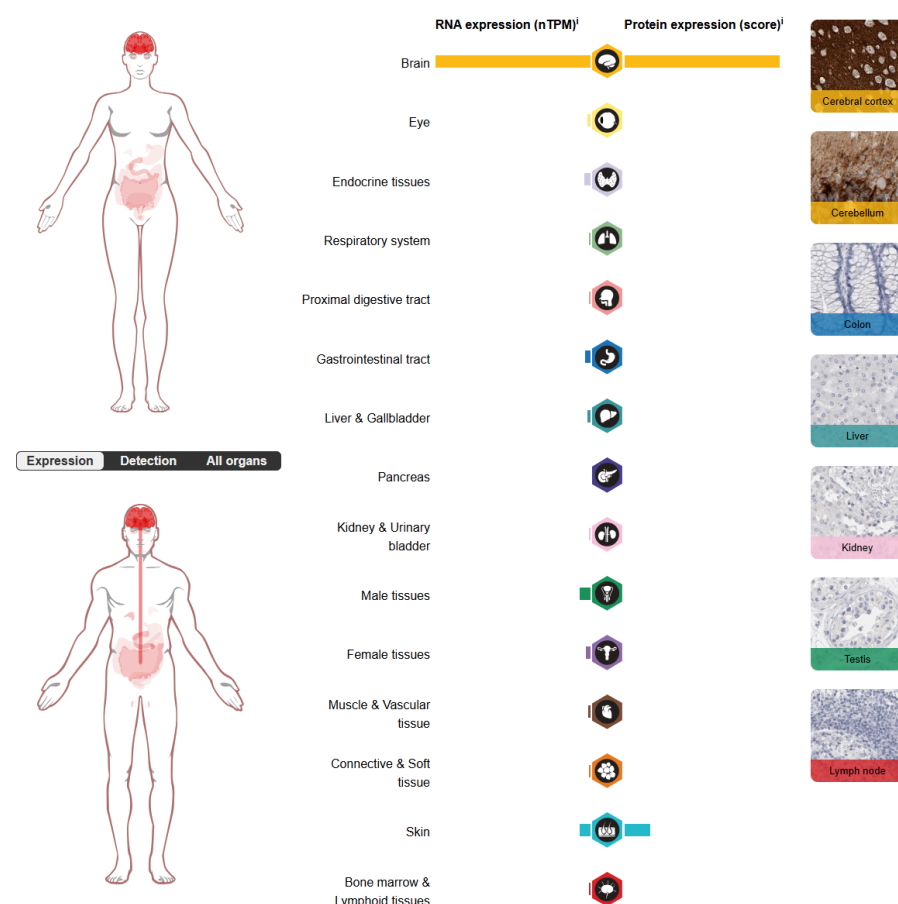 RNA expression (nTPM)i
Protein expression (score)i
Brain
Eye
Endocrine tissues
Respiratory system
Proximal digestive tract
Gastrointestinal tract
Liver & Gallbladder
Pancreas
Kidney & Urinary
bladder
Male tissues
Female tissues
Muscle & Vascular
tissue
Connective & Soft
tissue
Skin
Bone marrow &
Lymphoid tissues
Expression
Detection
All organs
Cerebral cortex
Cerebellum
Colon
Liver
Kidney
Testis
Lymph node